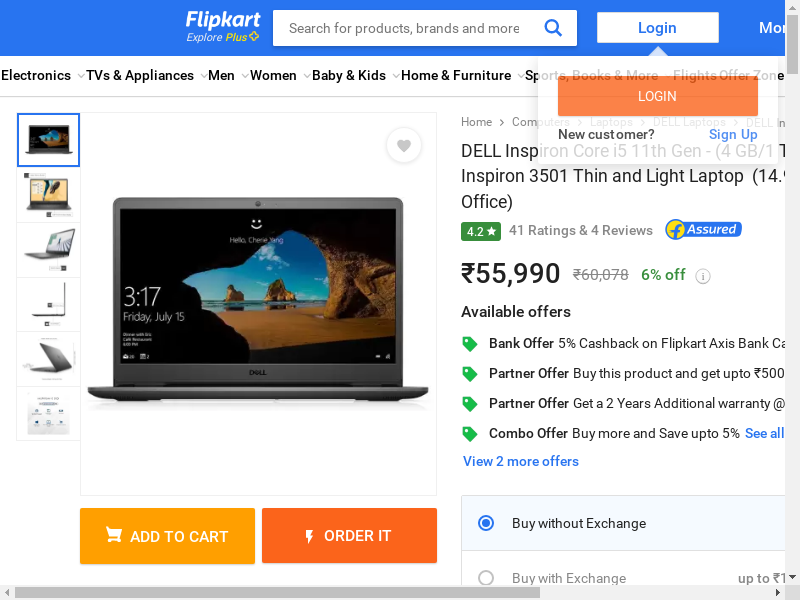 Flipkart
Explore Plus
Search for products, brands and more
Login
Mor
Electronics
TVs & Appliances
Men
Women
Baby & Kids
Home & Furniture
Sports, Books & More
Flights
Offer Zone
LOGIN
New customer?
Sign Up
Home
Computers
Laptops
DELL Laptops
DELL In
DELL Inspiron Core i5 11th Gen - (4 GB/1 T
Inspiron 3501 Thin and Light Laptop (14.9
Office)
4.2
41 Ratings & 4 Reviews
Assured
₹55,990
₹60,078
6% off
Available offers
Bank Offer 5% Cashback on Flipkart Axis Bank Ca
Partner Offer Buy this product and get upto ₹500
Partner Offer Get a 2 Years Additional warranty @
Combo Offer Buy more and Save upto 5% See all
View 2 more offers
Hello, Cherie Yang
3:17
Friday, July 15
DELL
ADD TO CART
ORDER IT
Buy without Exchange
Buy with Exchange
up to ₹1